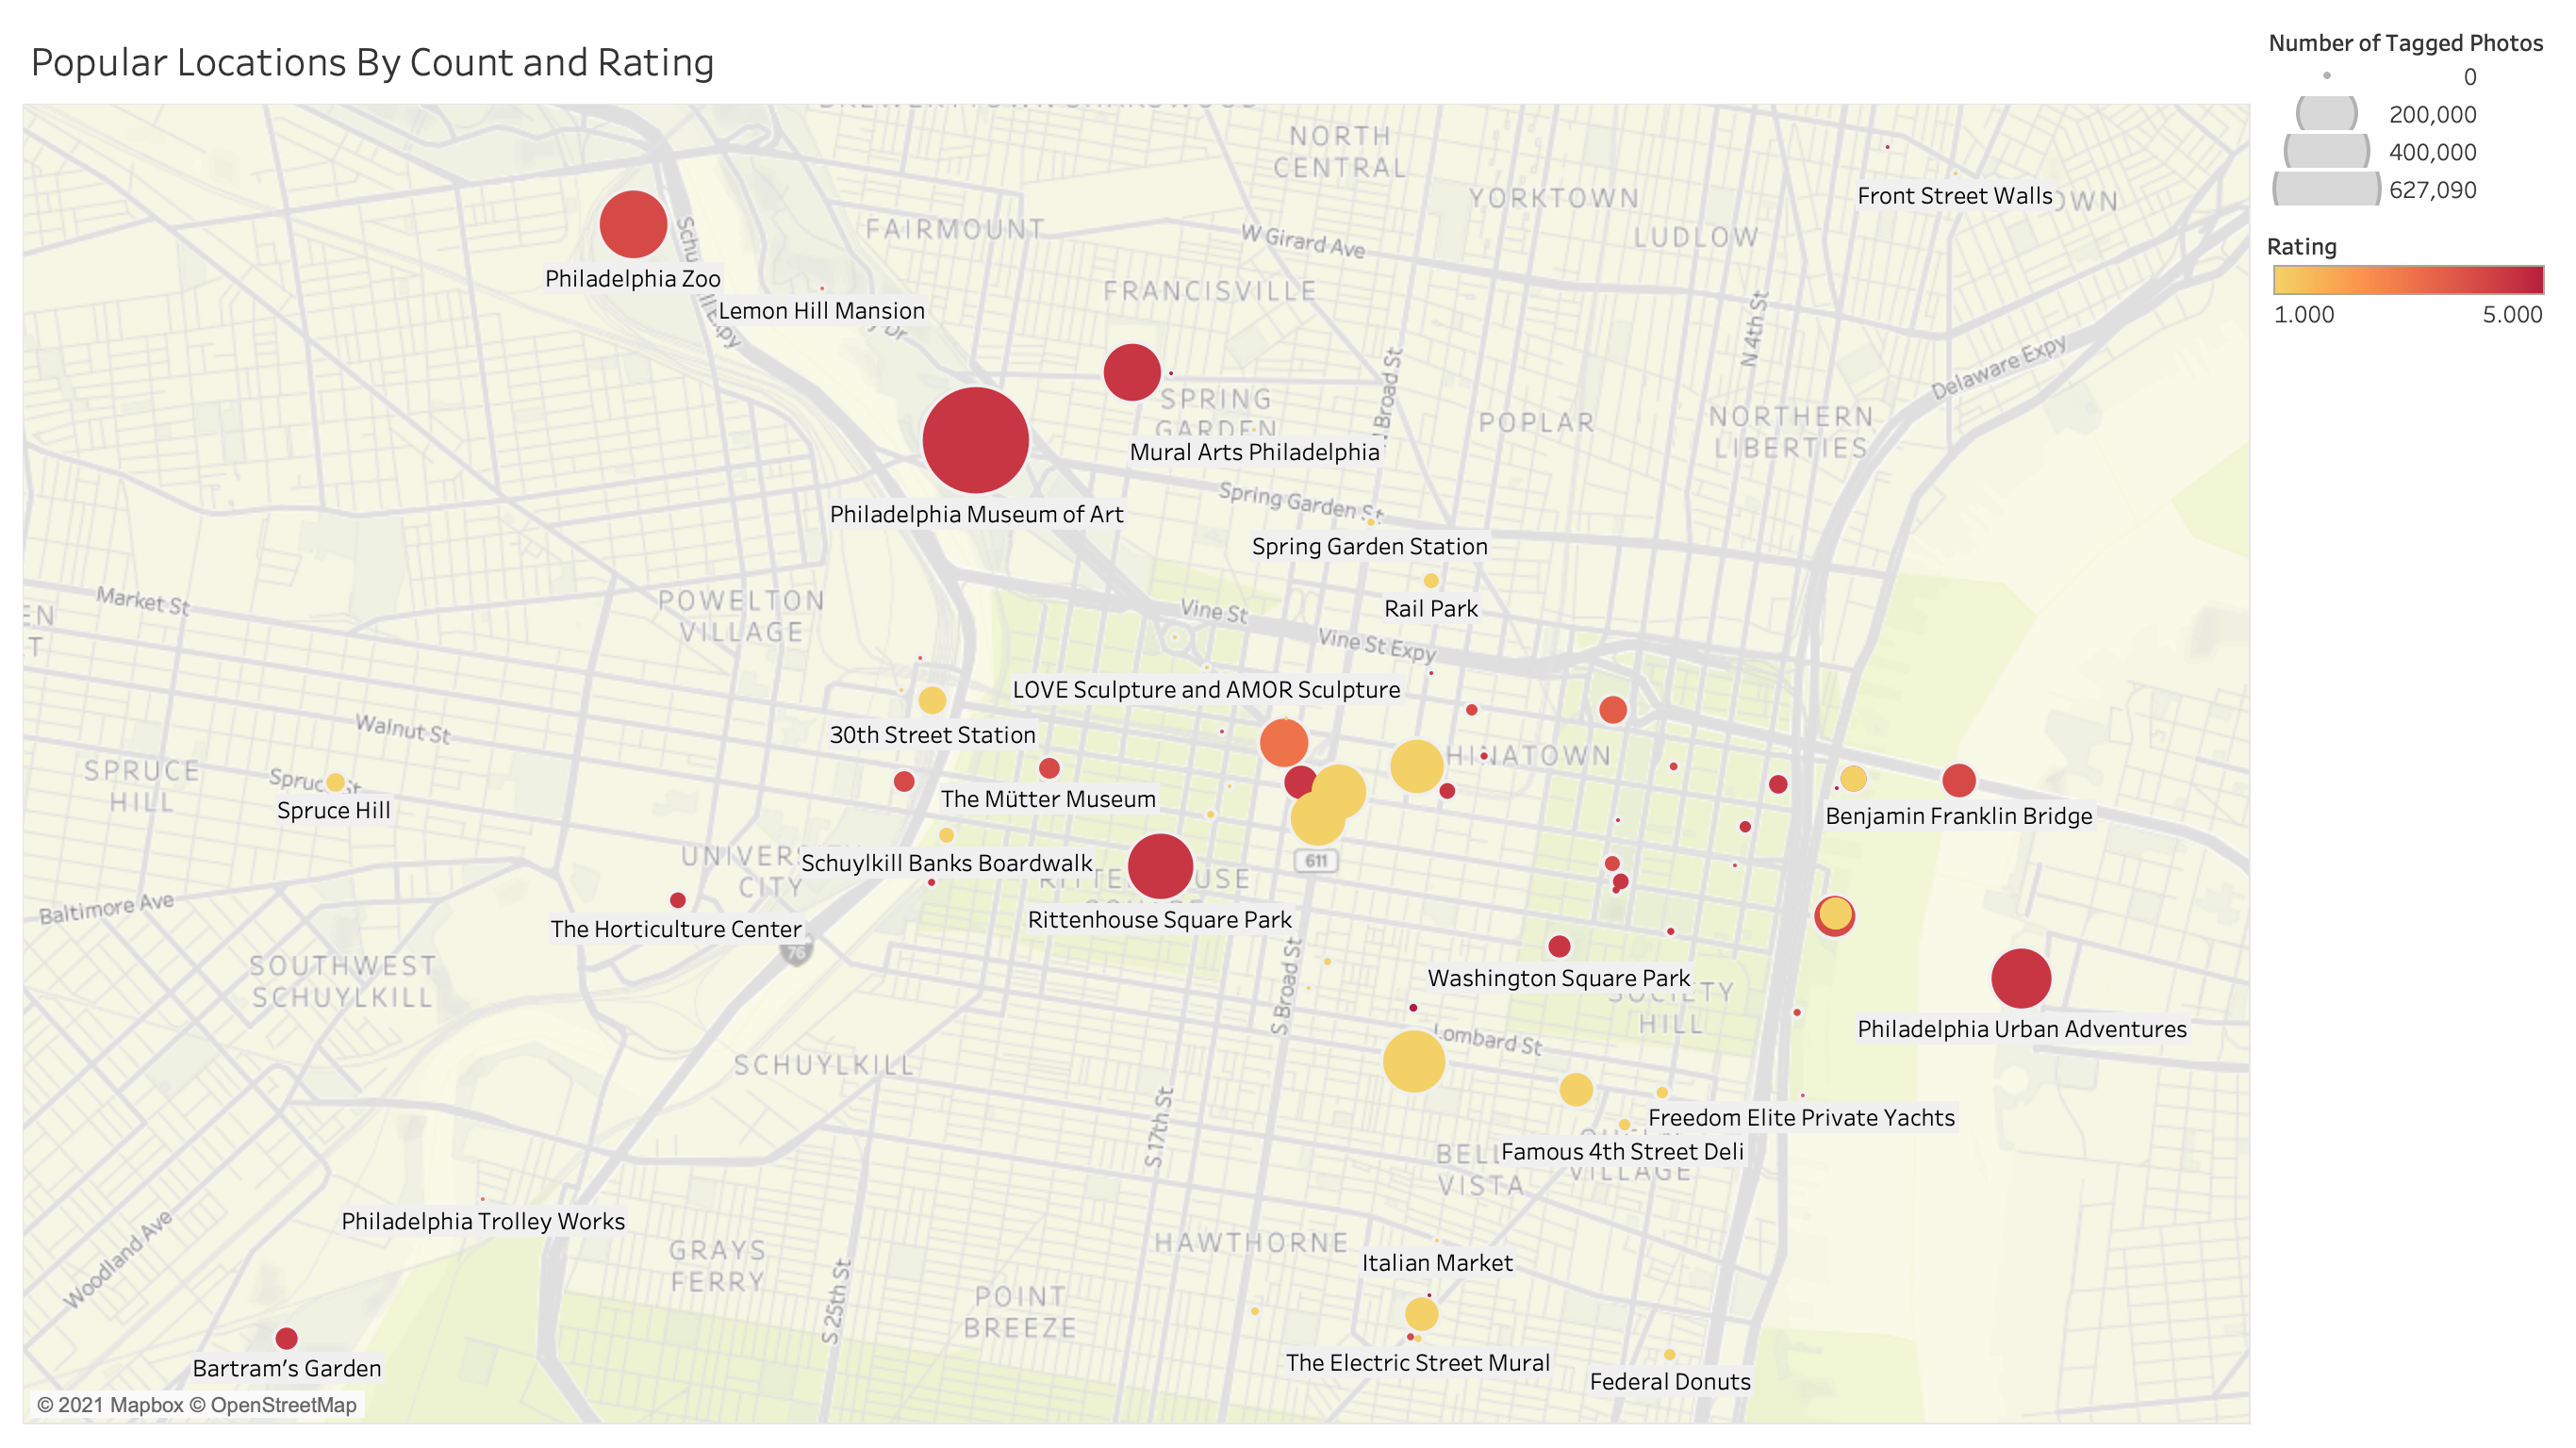 Popular Locations By Count and Rating
Number of Tagged Photos
0
200,000
400,000
627,090
Rating
1.000
5.000
NORTH
CENTRAL
YORKTOWN
Front Street Walls
OWN
FAIRMOUNT
LUDLOW
W Girard Ave
Philadelphia Zoo
Lemon Hill Mansion
FRANCISVILLE
N 4th St
Delaware Expy
Broad St
SPRING
GARDEN
POPLAR
NORTHERN
LIBERTIES
Mural Arts Philadelphia
Philadelphia Museum of Art
Spring Garden St
Spring Garden Station
Market St
POWELTON
VILLAGE
Vine St
Rail Park
Vine St Expy
LOVE Sculpture and AMOR Sculpture
Walnut St
30th Street Station
HINATOWN
SPRUCE
HILL
Spruce St
Spruce Hill
The Mütter Museum
Benjamin Franklin Bridge
UNIVERS
CITY
Schuylkill Banks Boardwalk
611
Baltimore Ave
The Horticulture Center
Rittenhouse Square Park
76
SOUTHWEST
SCHUYLKILL
S Broad St
Washington Square Park
SOCIETY
HILL
Philadelphia Urban Adventures
SCHUYLKILL
Lombard St
S 17th St
Freedom Elite Private Yachts
BELL
VISTA
Famous 4th Street Deli
VILLAGE
Philadelphia Trolley Works
Woodland Ave
GRAYS
FERRY
HAWTHORNE
Italian Market
S 25th St
POINT
BREEZE
Bartram's Garden
The Electric Street Mural
Federal Donuts
© 2021 Mapbox © OpenStreetMap